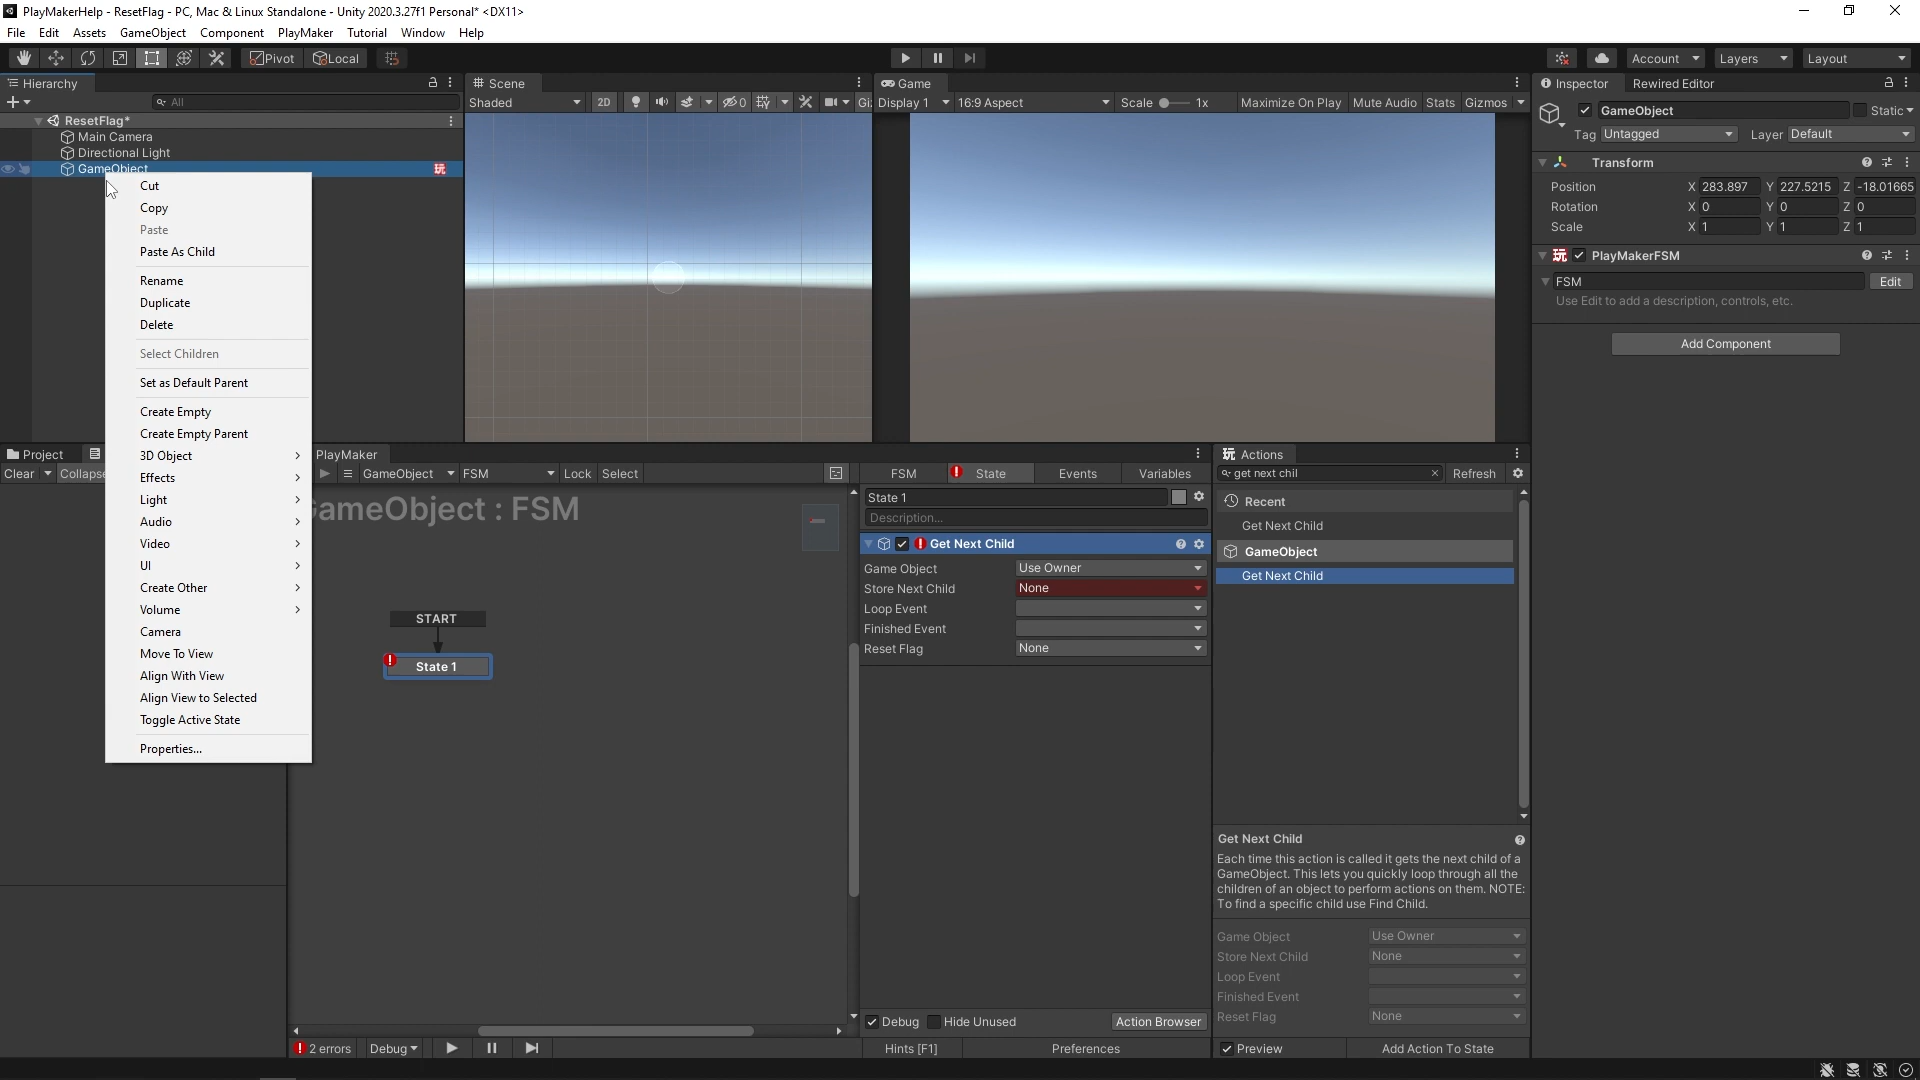 PlayMakerHelp - ResetFlag - PC, Mac & Linux Standalone - Unity 2020.3.27f1 Personal* <DX11>
File Edit Assets GameObject Component PlayMaker Tutorial Window Help
Pivot Local Account Layers Layout
Hierarchy
All
ResetFlag*
Main Camera
Directional Light
GameObject
Cut
Copy
Paste
Paste As Child
Rename
Duplicate
Delete
Select Children
Set as Default Parent
Create Empty
Create Empty Parent
3D Object
Effects
Light
Audio
Video
UI
Create Other
Volume
Camera
Move To View
Align With View
Align View to Selected
Toggle Active State
Properties...
Scene
Shaded 2D 0 Gi
Game
Display 1 16:9 Aspect Scale 1x Maximize On Play Mute Audio Stats Gizmos
Inspector Rewired Editor
GameObject Static
Tag Untagged Layer Default
Transform
Position X 283.897 Y 227.5215 Z -18.01665
Rotation X 0 Y 0 Z 0
Scale X 1 Y 1 Z 1
PlayMakerFSM
FSM Edit
Use Edit to add a description, controls, etc.
Add Component
Project
Clear Collapse
PlayMaker
GameObject FSM Lock Select
GameObject : FSM
START
State 1
FSM State Events Variables
State 1
Description...
Get Next Child
Game Object Use Owner
Store Next Child None
Loop Event
Finished Event
Reset Flag None
Debug Hide Unused Action Browser
2 errors Debug Hints [F1] Preferences
Actions
get next chil Refresh
Recent
Get Next Child
GameObject
Get Next Child
Get Next Child
Each time this action is called it gets the next child of a
GameObject. This lets you quickly loop through all the
children of an object to perform actions on them. NOTE:
To find a specific child use Find Child.
Game Object Use Owner
Store Next Child None
Loop Event
Finished Event
Reset Flag None
Preview Add Action To State